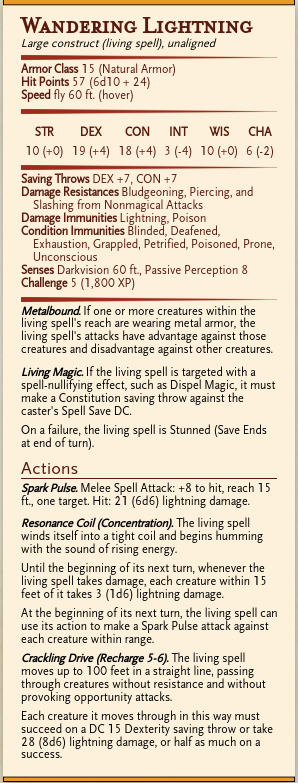 Wandering Lightning
Large construct (living spell), unaligned
Armor Class 15 (Natural Armor)
Hit Points 57 (6d10 + 24)
Speed fly 60 ft. (hover)
STR DEX CON INT WIS CHA
10 (+0) 19 (+4) 18 (+4) 3 (-4) 10 (+0) 6 (-2)
Saving Throws DEX +7, CON +7
Damage Resistances Bludgeoning, Piercing, and
Slashing from Nonmagical Attacks
Damage Immunities Lightning, Poison
Condition Immunities Blinded, Deafened,
Exhaustion, Grappled, Petrified, Poisoned, Prone,
Unconscious
Senses Darkvision 60 ft., Passive Perception 8
Challenge 5 (1,800 XP)
Metalbound. If one or more creatures within the
living spell's reach are wearing metal armor, the
living spell's attacks have advantage against those
creatures and disadvantage against other creatures.
Living Magic. If the living spell is targeted with a
spell-nullifying effect, such as Dispel Magic, it must
make a Constitution saving throw against the
caster's Spell Save DC.
On a failure, the living spell is Stunned (Save Ends
at end of turn).
Actions
Spark Pulse. Melee Spell Attack: +8 to hit, reach 15
ft., one target. Hit: 21 (6d6) lightning damage.
Resonance Coil (Concentration). The living spell
winds itself into a tight coil and begins humming
with the sound of rising energy.
Until the beginning of its next turn, whenever the
living spell takes damage, each creature within 15
feet of it takes 3 (1d6) lightning damage.
At the beginning of its next turn, the living spell can
use its action to make a Spark Pulse attack against
each creature within range.
Crackling Drive (Recharge 5-6). The living spell
moves up to 100 feet in a straight line, passing
through creatures without resistance and without
provoking opportunity attacks.
Each creature it moves through in this way must
succeed on a DC 15 Dexterity saving throw or take
28 (8d6) lightning damage, or half as much on a
success.